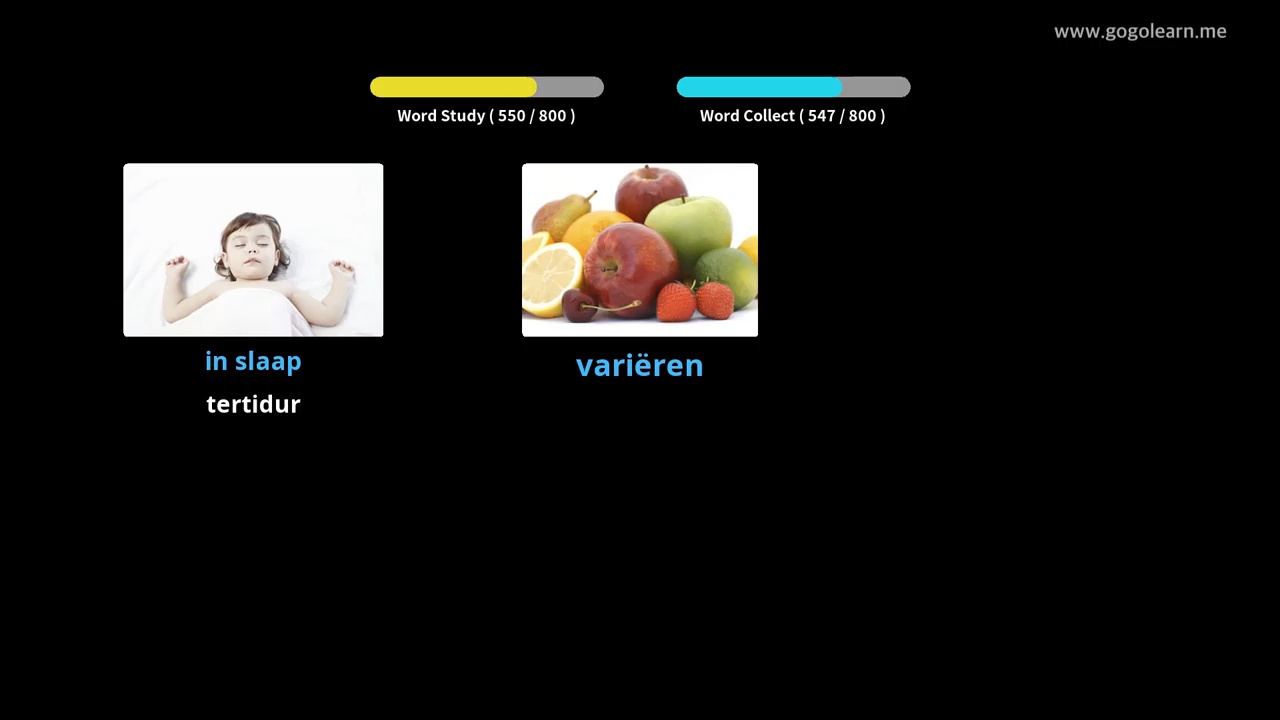 www.gogolearn.me
Word Study ( 550 / 800 )
Word Collect ( 547 / 800 )
in slaap
tertidur
variëren